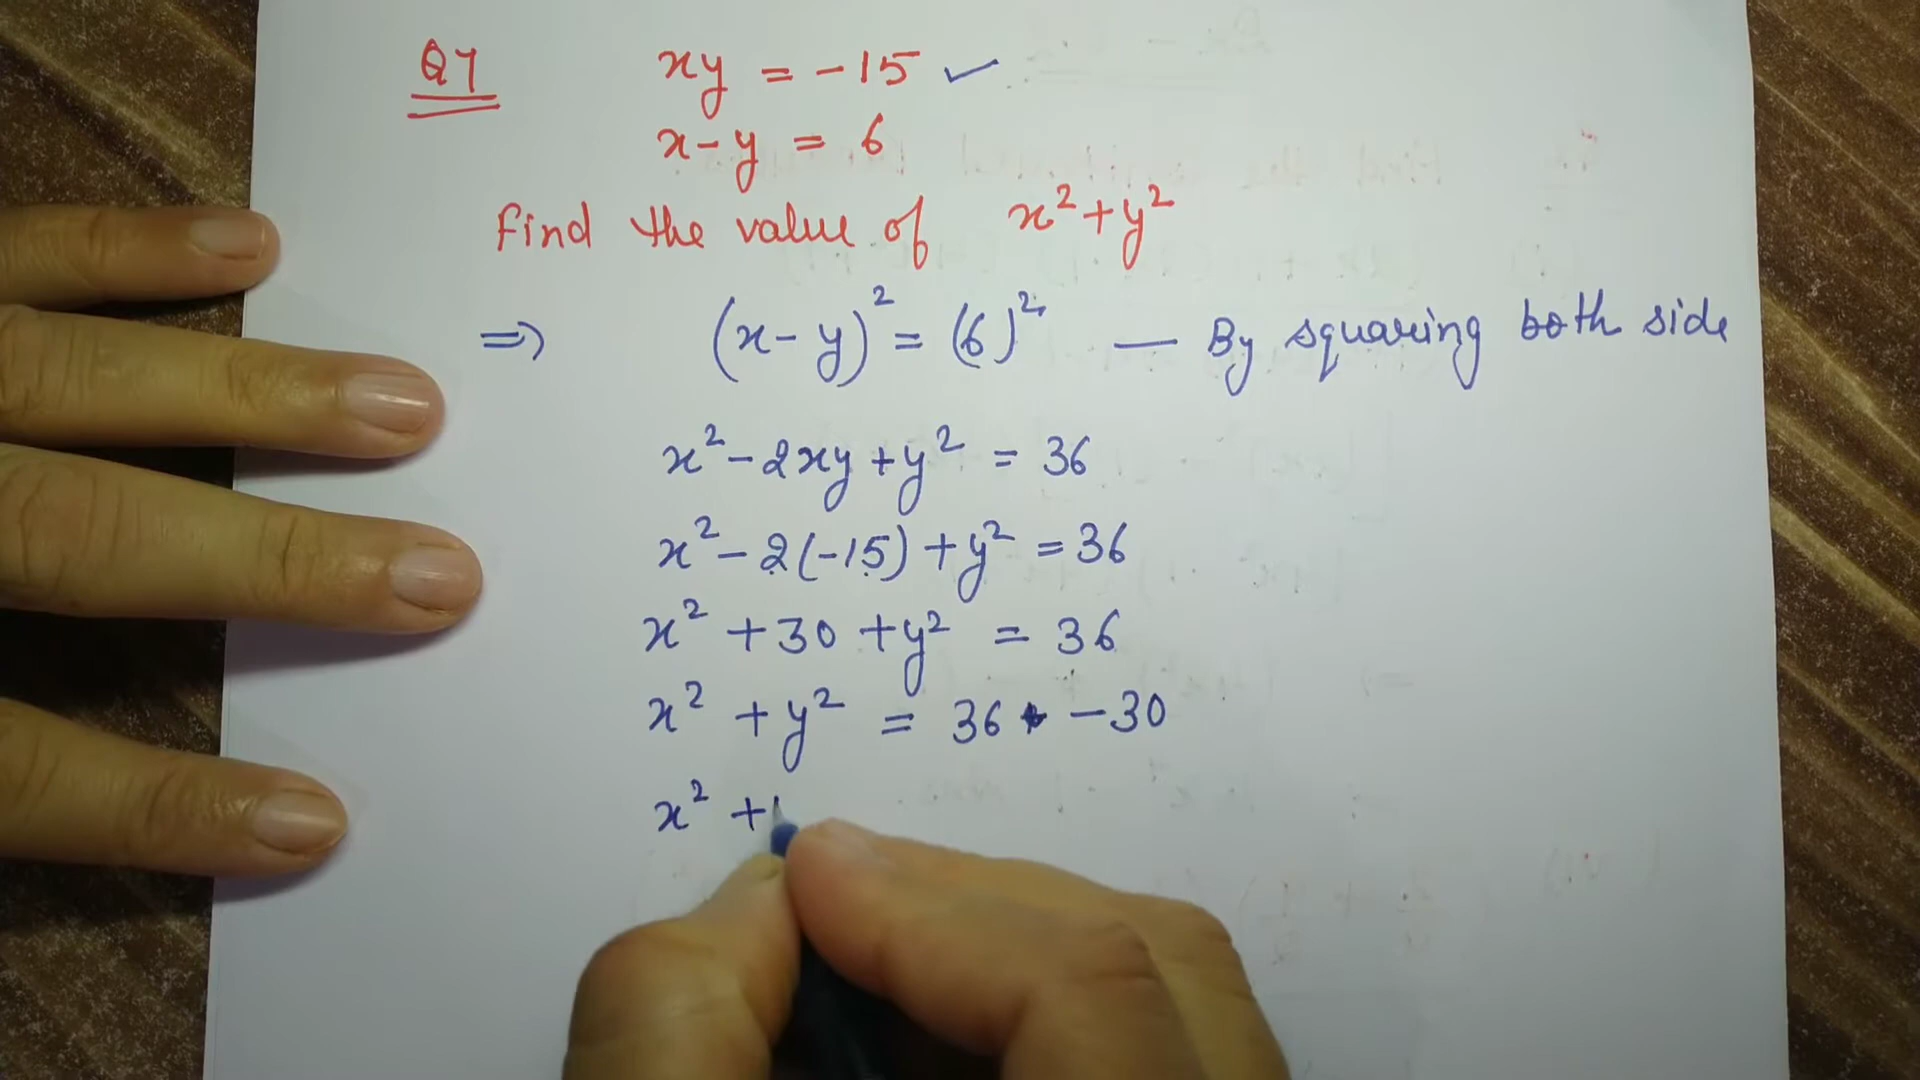 Q7 xy = -15 ✓
x-y = 6
Find the value of x²+y²
⇒ (x-y)² = (6)² — By squaring both side
x²-2xy+y² = 36
x²-2(-15)+y² = 36
x² +30 +y² = 36
x² +y² = 36 -30
x² +